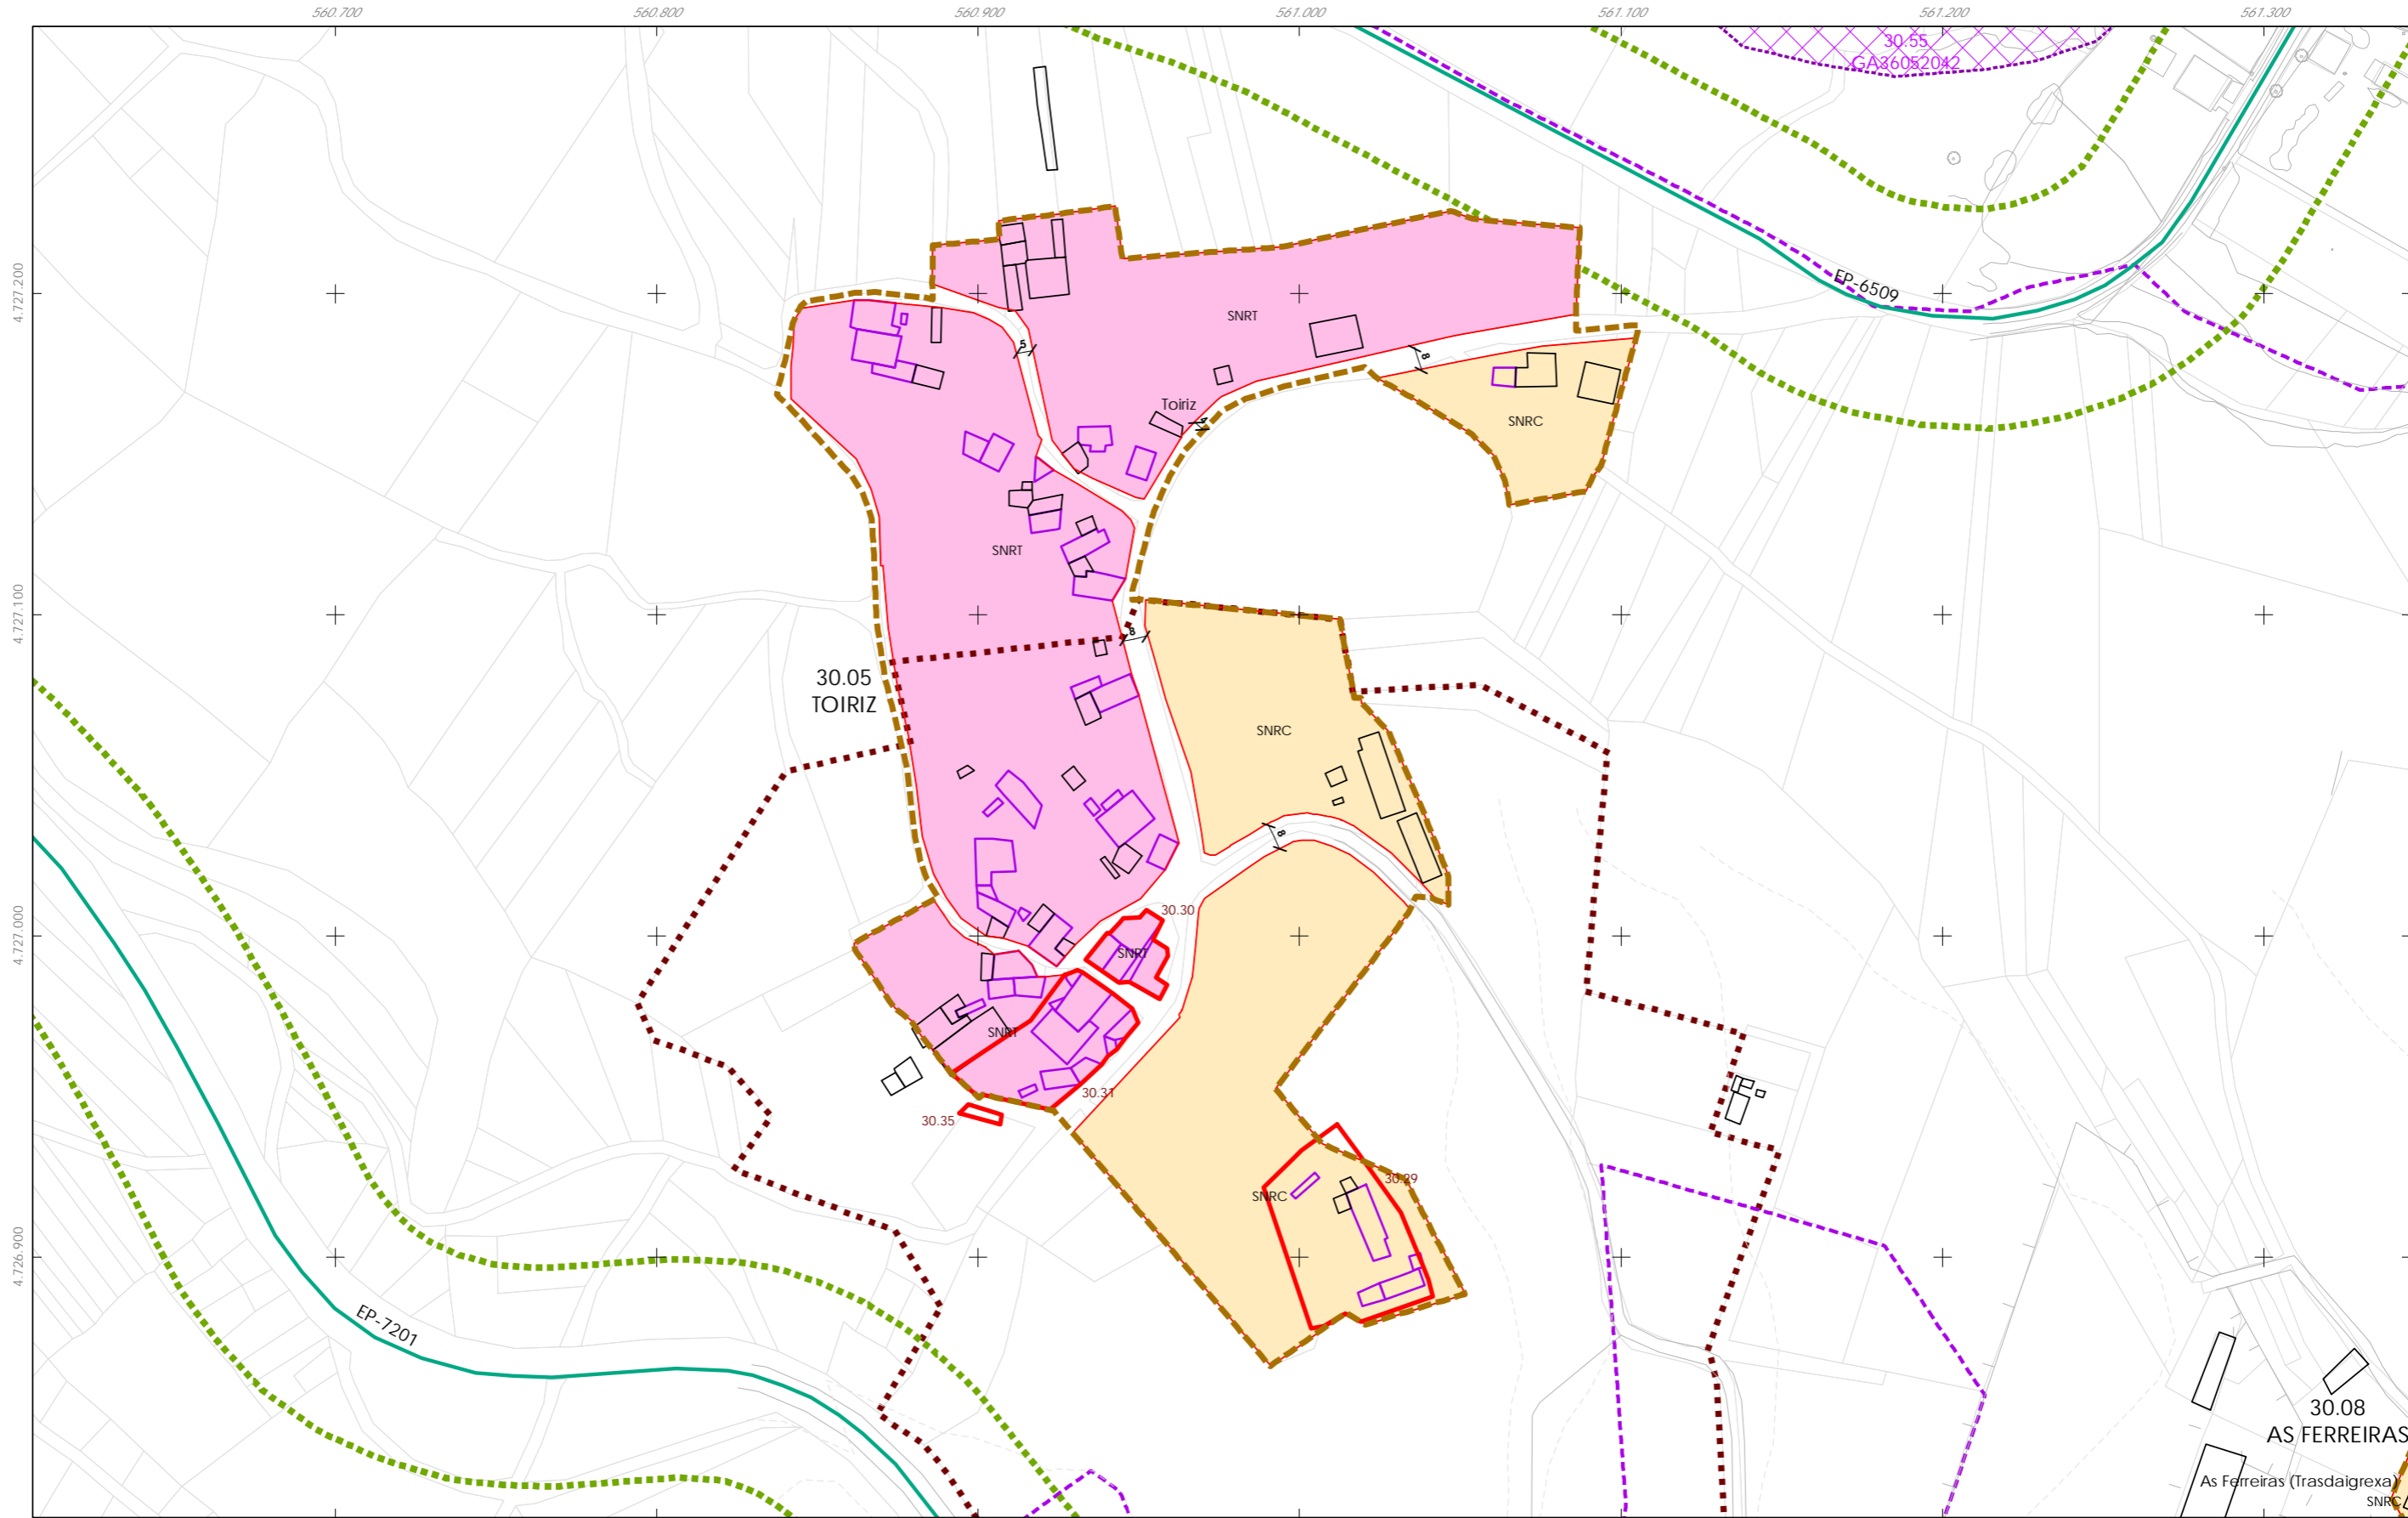 560.700
560.800
560.900
561.000
561.100
561.200
561.300
30.55
GA36052042
4.727.200
EP-6509
SNRT
5
8
Toiriz
4
SNRC
SNRT
4.727.100
8
30.05
TOIRIZ
SNRC
8
30.30
4.727.000
SNRT
SNRT
30.31
30.35
30.29
SNRC
4.726.900
EP-7201
30.08
AS FERREIRAS
As Ferreiras (Trasdaigrexa)
SNRC